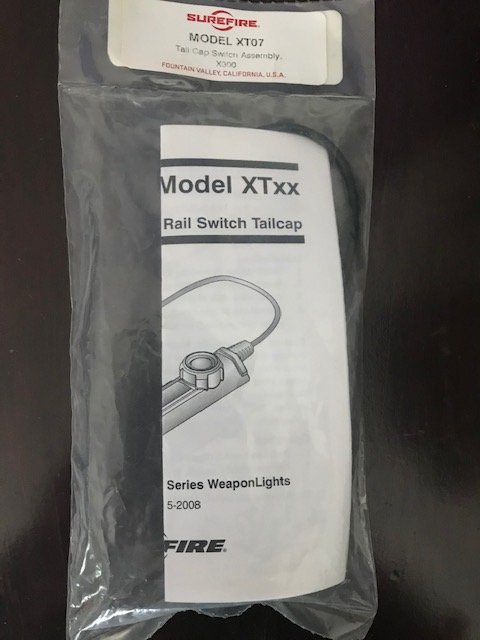 SUREFIRE.
MODEL XT07
Tail Cap Switch Assembly,
X300
FOUNTAIN VALLEY, CALIFORNIA, U.S.A.
Model XTxx
Rail Switch Tailcap
Series WeaponLights
5-2008
FIRE.